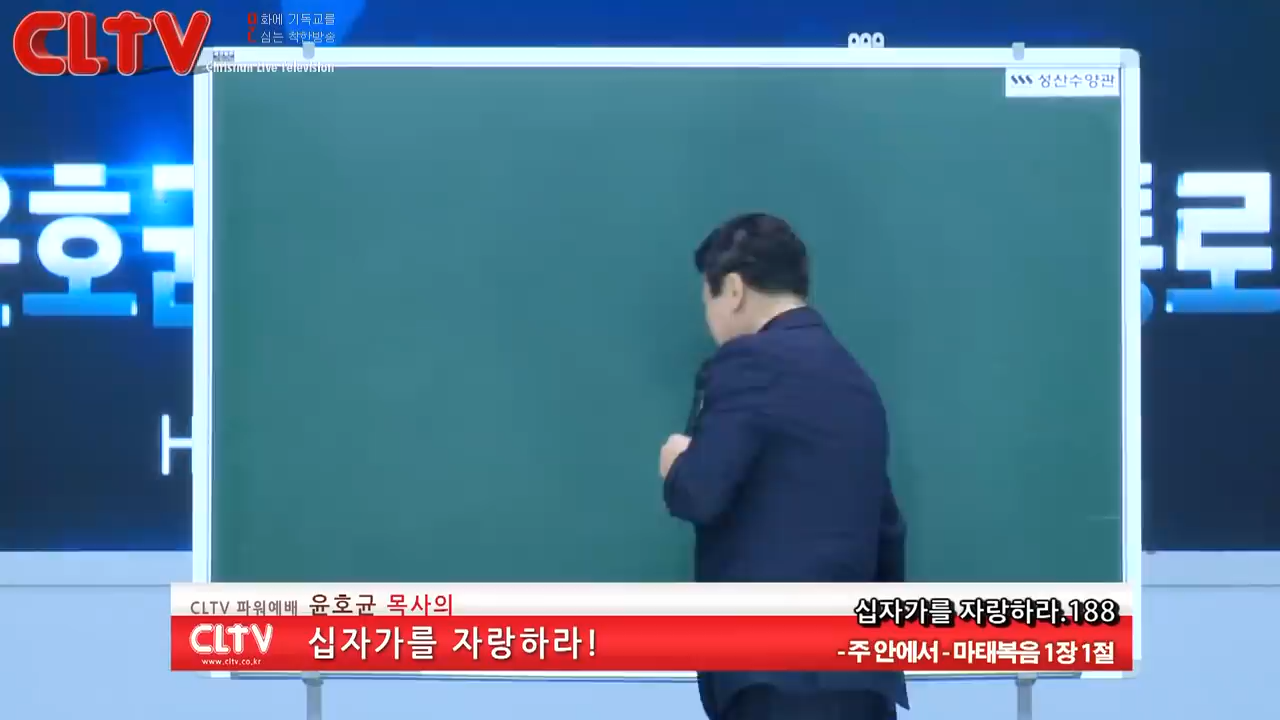 CLTV
화에 기독교를
심는 착한방송
Christian Live Television
성산수양관
호
로
H
CLTV 파워예배 윤호균 목사의
십자가를 자랑하라.188
CLTV
www.cltv.co.kr
십자가를 자랑하라!
- 주 안에서 - 마태복음 1장 1절